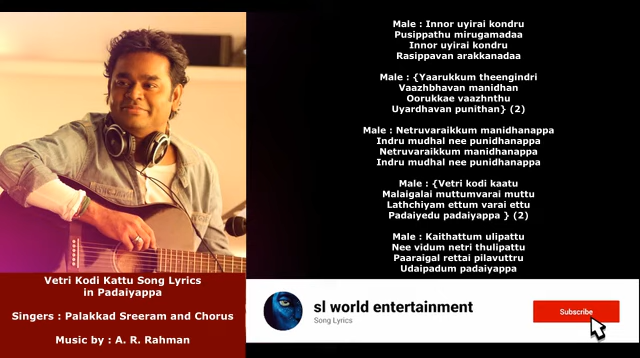 Male : Innor uyirai kondru
Pusippathu mirugamadaa
Innor uyirai kondru
Rasippavan arakkanadaa
Male : {Yaarukkum theengindri
Vaazhbhavan manidhan
Oorukkae vaazhnthu
Uyardhavan punithan} (2)
Male : Netruvaraikkum manidhanappa
Indru mudhal nee punidhanappa
Netruvaraikkum manidhanappa
Indru mudhal nee punidhanappa
Male : {Vetri kodi kaatu
Malaigalai muttumvarai muttu
Lathchiyam ettum varai ettu
Padaiyedu padaiyappa } (2)
Male : Kaithattum ulipattu
Nee vidum netri thulipattu
Paaraigal rettai pilavuttru
Udaipadum padaiyappa
Vetri Kodi Kattu Song Lyrics
in Padaiyappa
Singers : Palakkad Sreeram and Chorus
Music by : A. R. Rahman
sl world entertainment
Song Lyrics
Subscribe